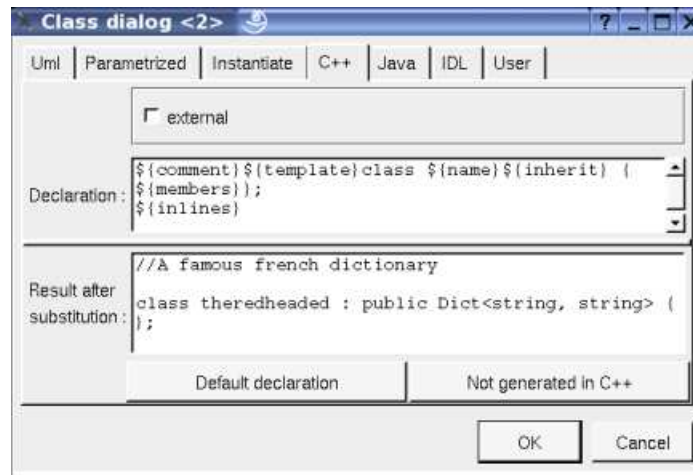 Class dialog <2>
Uml Parametrized Instantiate C++ Java IDL User
external
Declaration :
${comment}${template}class ${name}${inherit} {
${members}};
${inlines}
Result after
substitution :
//A famous french dictionary
class theredheaded : public Dict<string, string> {
};
Default declaration Not generated in C++
OK Cancel